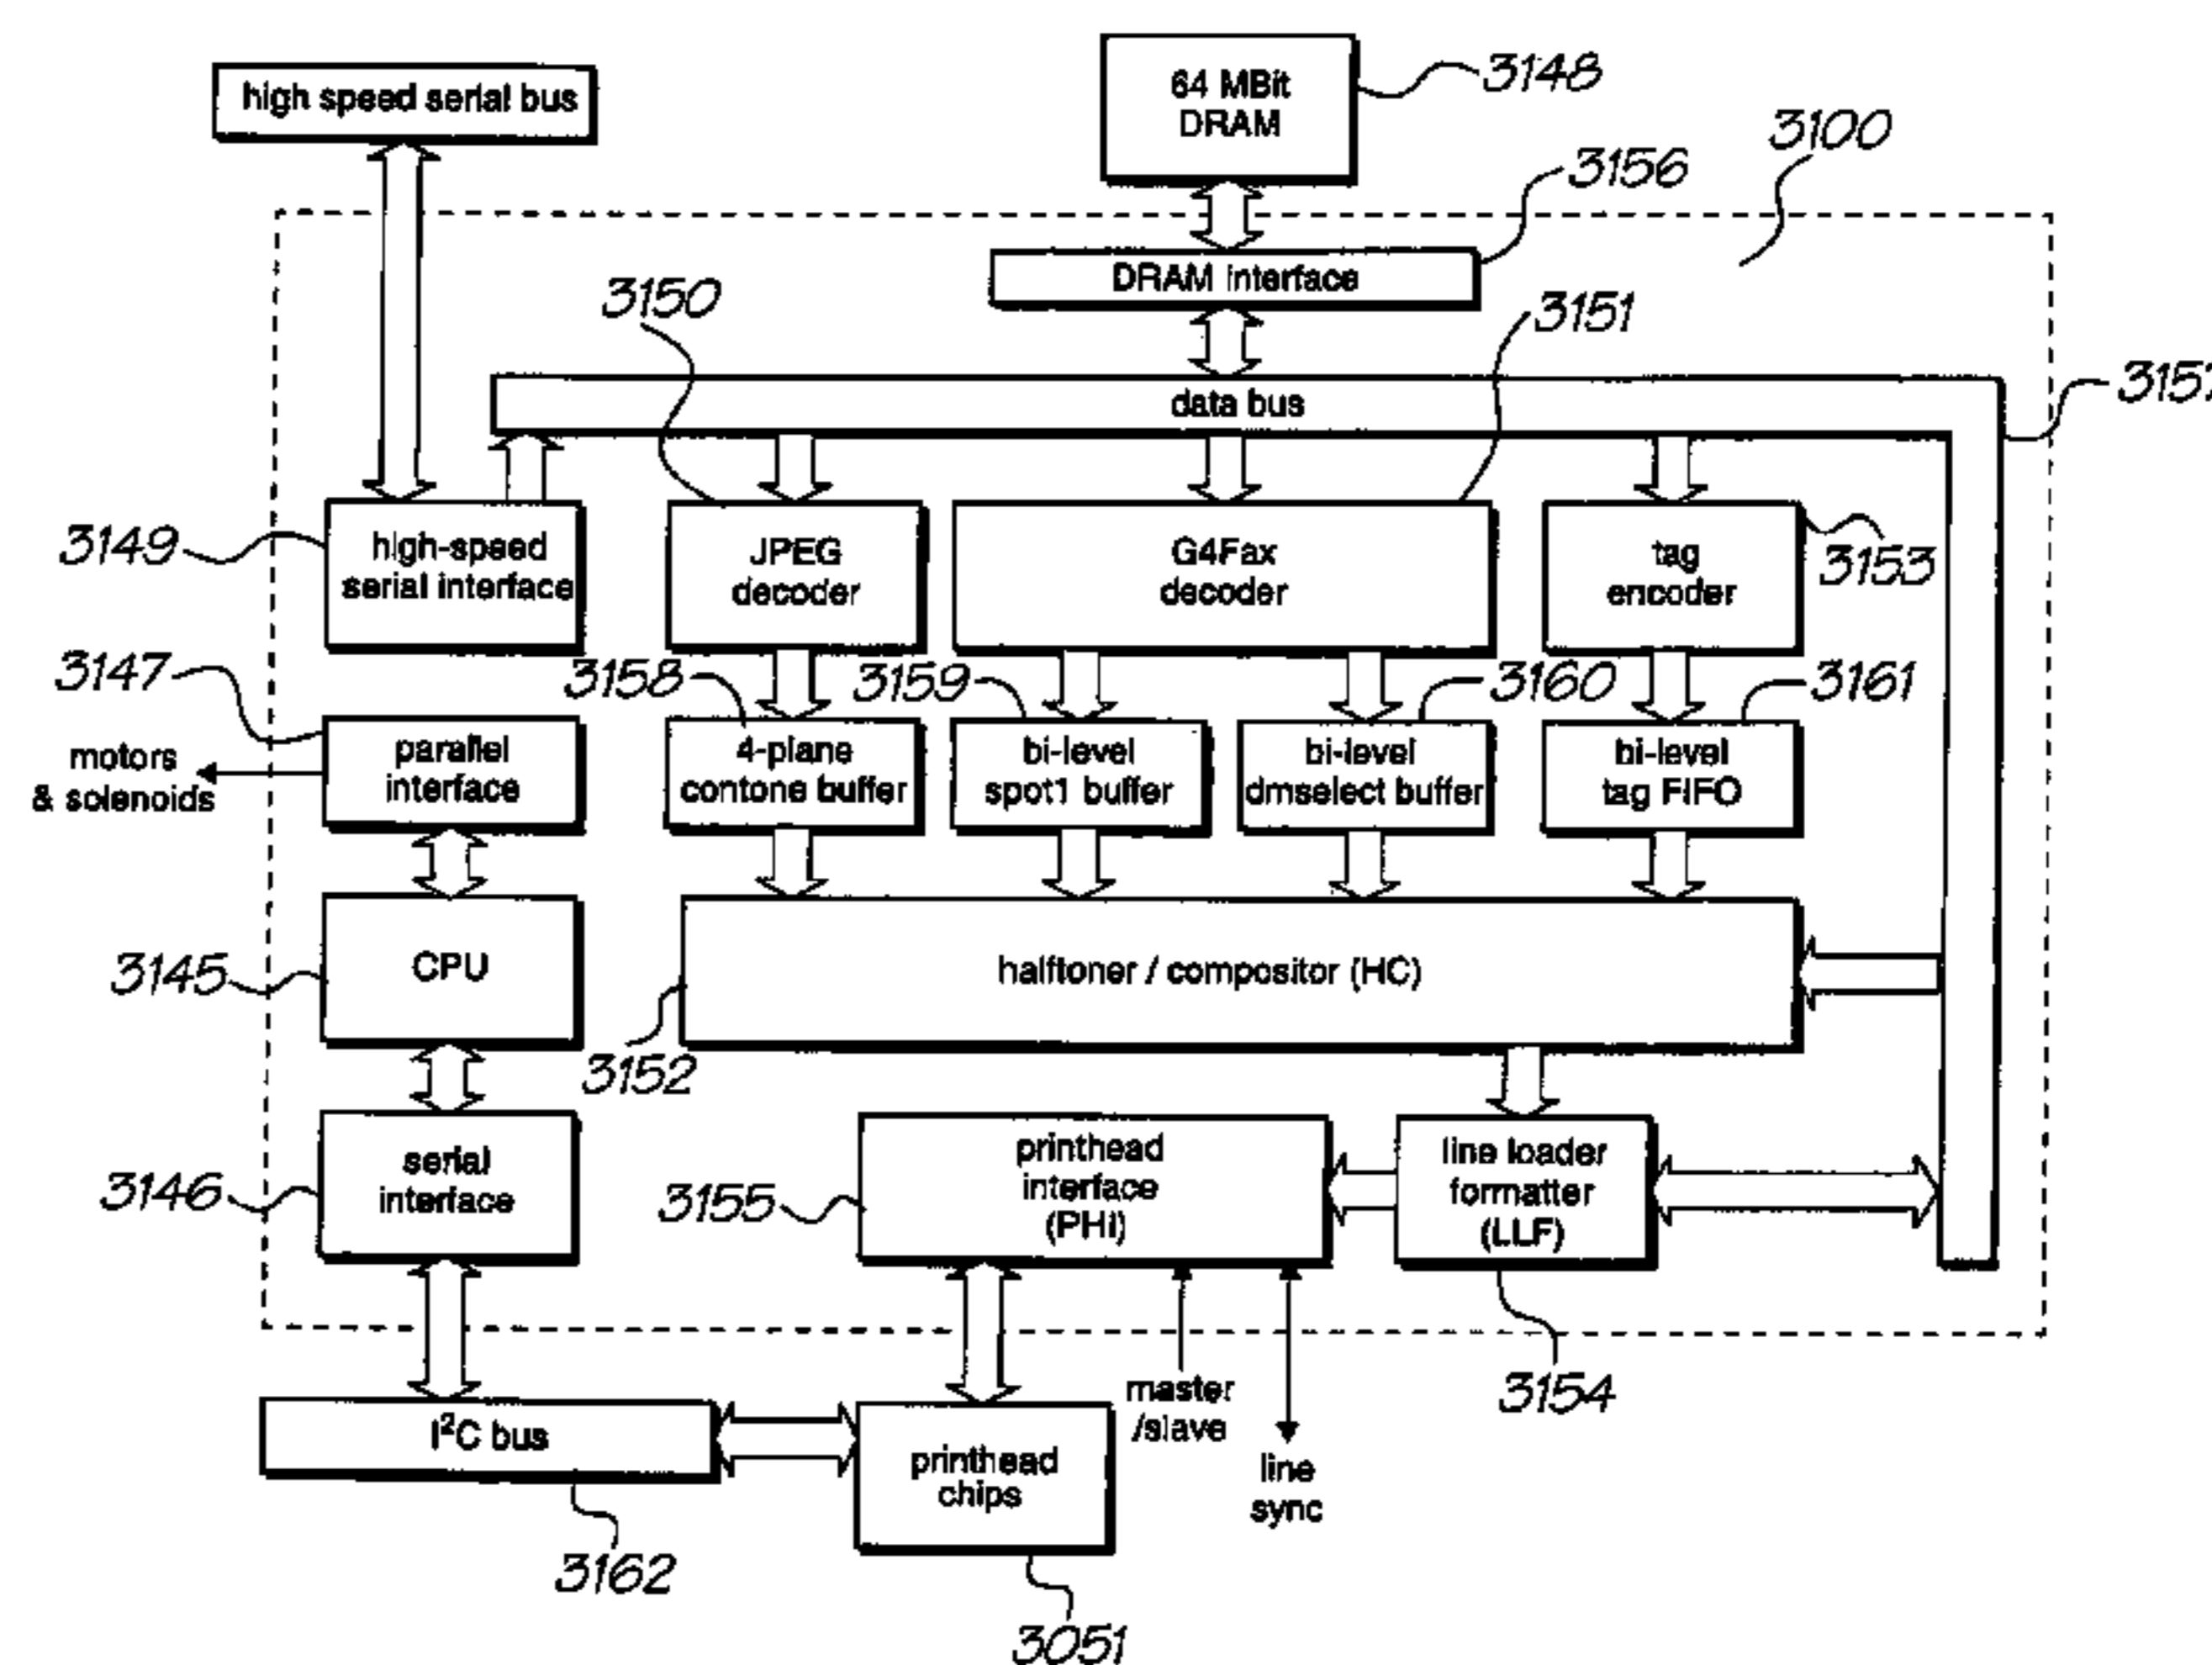 high speed serial bus
64 MBit
DRAM
3148
3100
3156
DRAM interface
3150
3151
data bus
3157
3149
high-speed
serial interface
JPEG
decoder
G4Fax
decoder
tag
encoder
3153
3147
3158
3159
3160
3161
motors
& solenoids
parallel
interface
4-plane
contone buffer
bi-level
spot1 buffer
bi-level
dmselect buffer
bi-level
tag FIFO
3145
CPU
halftoner / compositor (HC)
3152
3146
serial
interface
3155
printhead
interface
(PHI)
line loader
formatter
(LLF)
3154
I²C bus
printhead
chips
master
/slave
line
sync
3162
3051